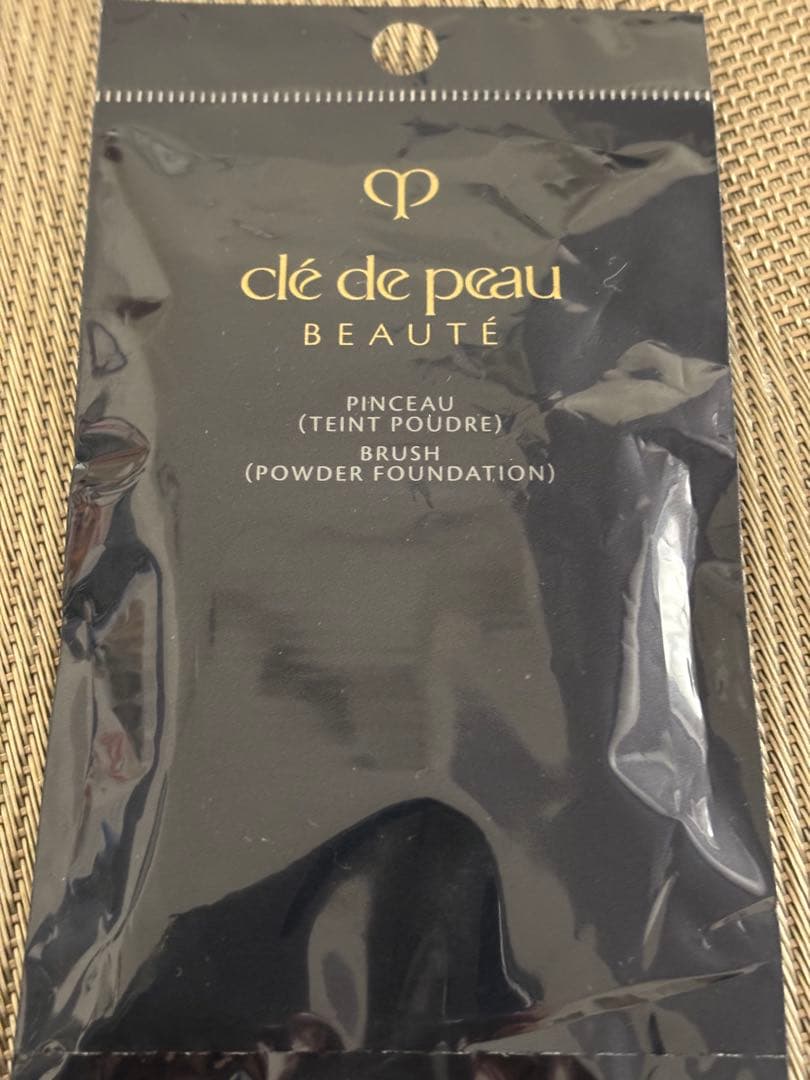 clé de peau
BEAUTÉ
PINCEAU
(TEINT POUDRE)
BRUSH
(POWDER FOUNDATION)